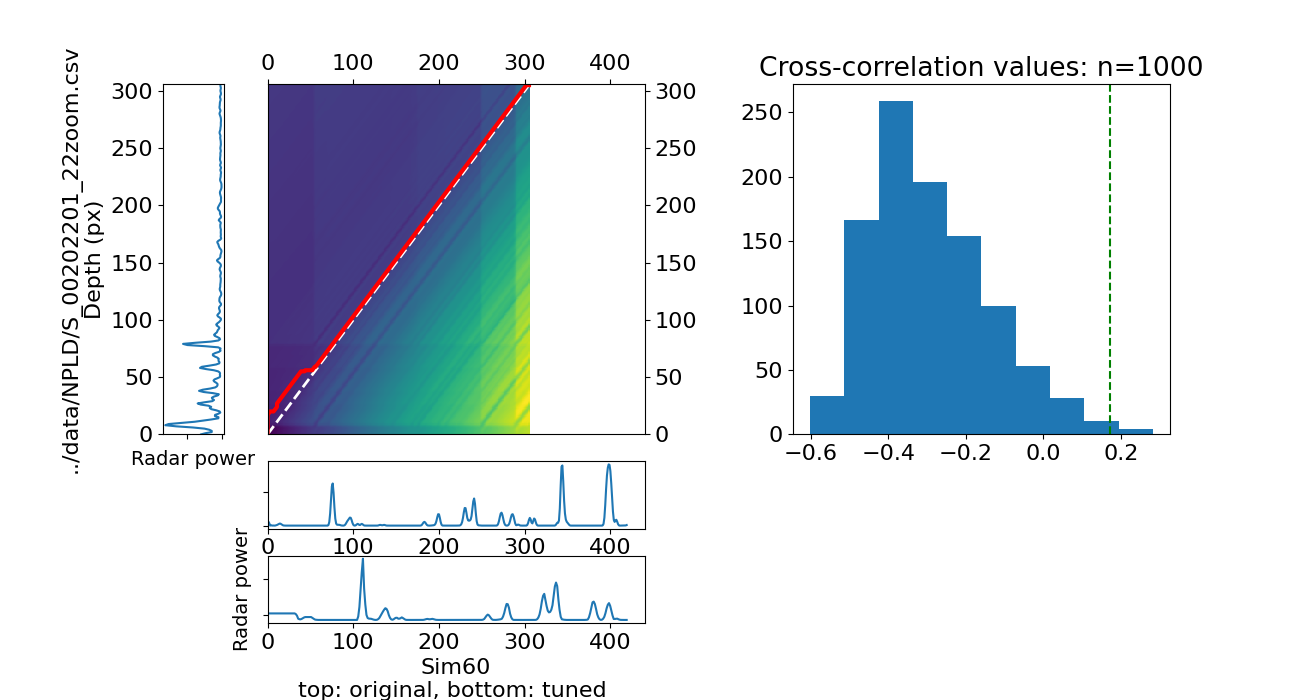 ../data/NPLD/S_00202201_22zoom.csv
Depth (px)
0 50 100 150 200 250 300
Radar power
0 100 200 300 400
0 50 100 150 200 250 300
0 100 200 300 400
Radar power
0 100 200 300 400
Sim60
top: original, bottom: tuned
Cross-correlation values: n=1000
0 50 100 150 200 250
−0.6 −0.4 −0.2 0.0 0.2